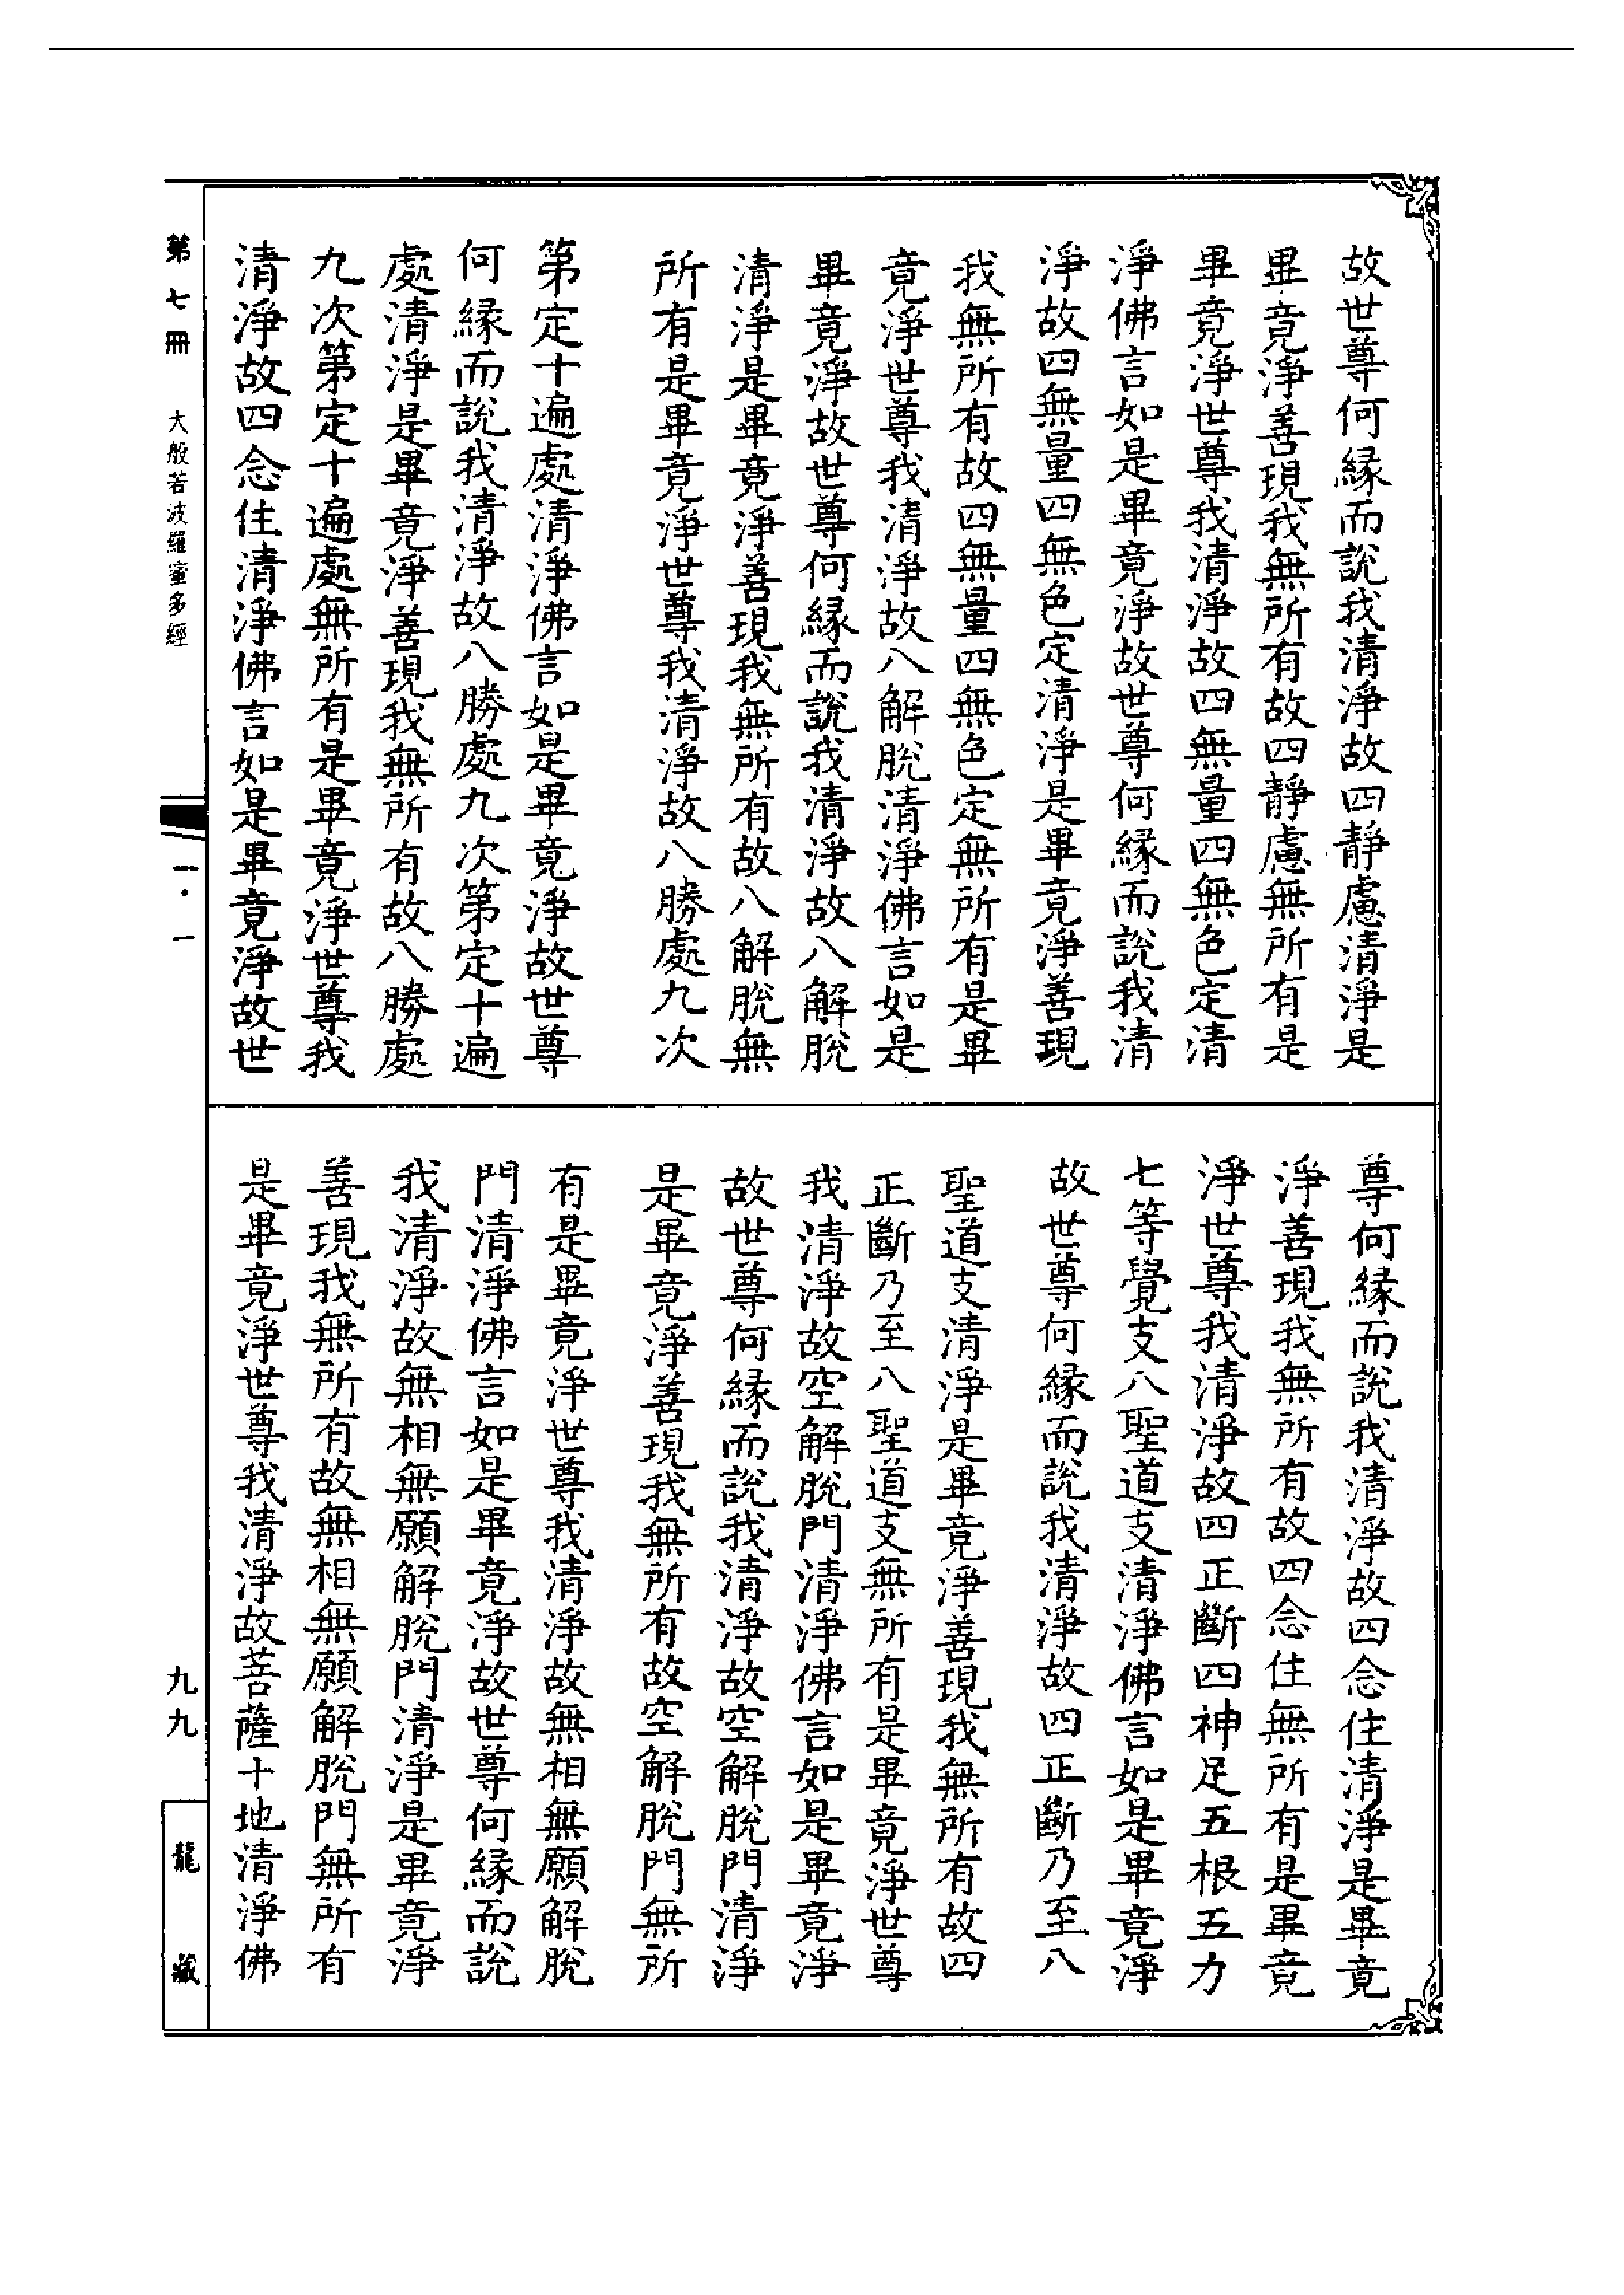 故世尊何緣而說我清淨故四靜慮清淨是
畢竟淨善現我無所有故四靜慮無所有是
畢竟淨世尊我清淨故四無量四無色定清
淨佛言如是畢竟淨故世尊何緣而說我清
淨故四無量四無色定清淨是畢竟淨善現
我無所有故四無量四無色定無所有是畢
竟淨世尊我清淨故八解脫清淨佛言如是
畢竟淨故世尊何緣而說我清淨故八解脫
清淨是畢竟淨善現我無所有故八解脫無
所有是畢竟淨世尊我清淨故八勝處九次
第定十遍處清淨佛言如是畢竟淨故世尊
何緣而說我清淨故八勝處九次第定十遍
處清淨是畢竟淨善現我無所有故八勝處
九次第定十遍處無所有是畢竟淨世尊我
清淨故四念住清淨佛言如是畢竟淨故世
尊何緣而說我清淨故四念住清淨是畢竟
淨善現我無所有故四念住無所有是畢竟
淨世尊我清淨故四正斷四神足五根五力
七等覺支八聖道支清淨佛言如是畢竟淨
故世尊何緣而說我清淨故四正斷乃至八
聖道支清淨是畢竟淨善現我無所有故四
正斷乃至八聖道支無所有是畢竟淨世尊
我清淨故空解脫門清淨佛言如是畢竟淨
故世尊何緣而說我清淨故空解脫門清淨
是畢竟淨善現我無所有故空解脫門無所
有是畢竟淨世尊我清淨故無相無願解脫
門清淨佛言如是畢竟淨故世尊何緣而說
我清淨故無相無願解脫門清淨是畢竟淨
善現我無所有故無相無願解脫門無所有
是畢竟淨世尊我清淨故菩薩十地清淨佛
第七冊 大般若波羅蜜多經 一·一
九九
龍藏